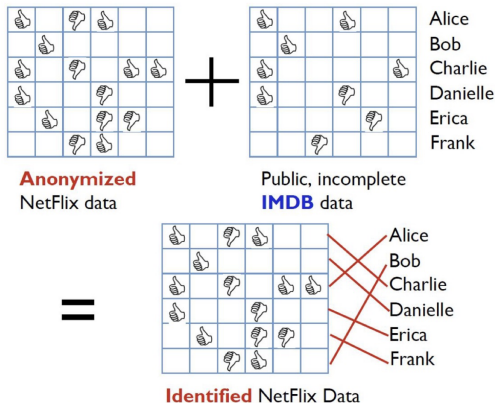 Alice
Bob
Charlie
Danielle
Erica
Frank
Anonymized
NetFlix data
Public, incomplete
IMDB data
Alice
Bob
Charlie
Danielle
Erica
Frank
Identified NetFlix Data